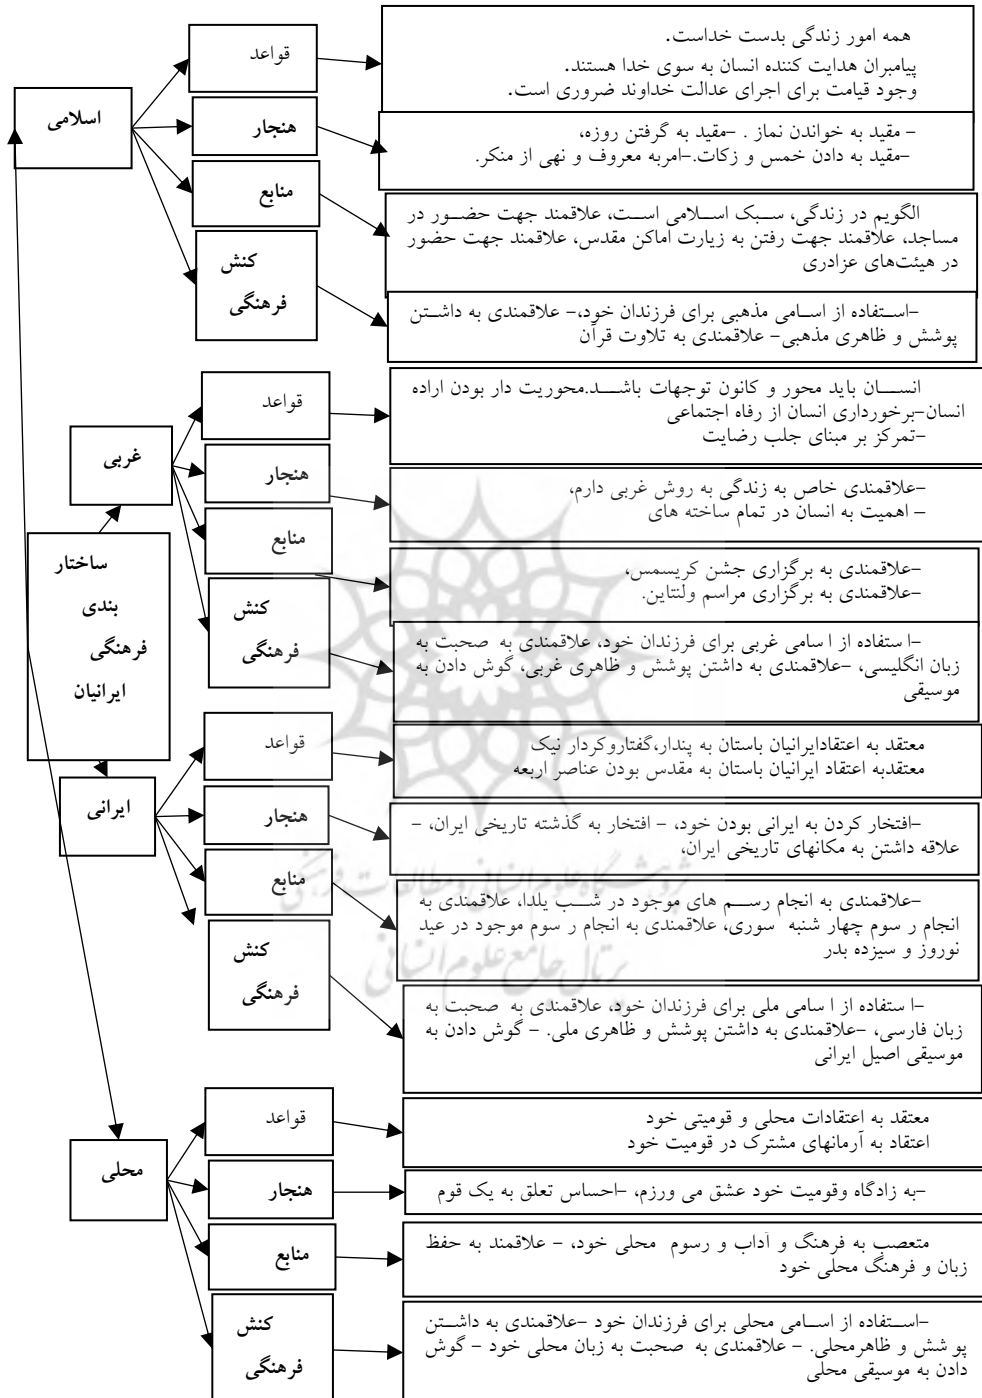 همه امور زندگی بدست خداست.
پیامبران هدایت کننده انسان به سوی خدا هستند.
وجود قیامت برای اجرای عدالت خداوند ضروری است.
قواعد
اسلامی
هنجار
– مقید به خواندن نماز . –مقید به گرفتن روزه،
–مقید به دادن خمس و زکات.–امربه معروف و نهی از منکر.
منابع
الگویم در زندگی، سبک اسلامی است، علاقمند جهت حضور در
مساجد، علاقمند جهت رفتن به زیارت اماکن مقدس، علاقمند جهت حضور
در هیئت‌های عزاداری
کنش
فرهنگی
–استفاده از اسامی مذهبی برای فرزندان خود،– علاقمندی به داشتن
پوشش و ظاهری مذهبی– علاقمندی به تلاوت قرآن
قواعد
انسان باید محور و کانون توجهات باشد.محوریت دار بودن اراده
انسان–برخورداری انسان از رفاه اجتماعی
–تمرکز بر مبنای جلب رضایت
غربی
هنجار
–علاقمندی خاص به زندگی به روش غربی دارم،
– اهمیت به انسان در تمام ساخته های
منابع
–علاقمندی به برگزاری جشن کریسمس،
–علاقمندی به برگزاری مراسم ولنتاین.
کنش
فرهنگی
–ا ستفاده از ا سامی غربی برای فرزندان خود، علاقمندی به صحبت به
زبان انگلیسی، –علاقمندی به داشتن پوشش و ظاهری غربی، گوش دادن به
موسیقی
ساختار
بندی
فرهنگی
ایرانیان
قواعد
معتقد به اعتقادایرانیان باستان به پندار،گفتاروکردار نیک
معتقدبه اعتقاد ایرانیان باستان به مقدس بودن عناصر اربعه
ایرانی
هنجار
–افتخار کردن به ایرانی بودن خود، – افتخار به گذشته تاریخی ایران، –
علاقه داشتن به مکانهای تاریخی ایران،
پژوهشگاه علوم انسانی و مطالعات فرهنگی
منابع
–علاقمندی به انجام رسم های موجود در شب یلدا، علاقمندی به
انجام ر سوم چهار شنبه سوری، علاقمندی به انجام ر سوم موجود در عید
نوروز و سیزده بدر
پرتال جامع علوم انسانی
کنش
فرهنگی
–ا ستفاده از ا سامی ملی برای فرزندان خود، علاقمندی به صحبت به
زبان فارسی، –علاقمندی به داشتن پوشش و ظاهری ملی. – گوش دادن به
موسیقی اصیل ایرانی
قواعد
معتقد به اعتقادات محلی و قومیتی خود
اعتقاد به آرمانهای مشترک در قومیت خود
محلی
هنجار
–به زادگاه وقومیت خود عشق می ورزم، –احساس تعلق به یک قوم
منابع
متعصب به فرهنگ و آداب و رسوم محلی خود، – علاقمند به حفظ
زبان و فرهنگ محلی خود
کنش
فرهنگی
–استفاده از اسامی محلی برای فرزندان خود –علاقمندی به داشتن
پو شش و ظاهرمحلی. – علاقمندی به صحبت به زبان محلی خود – گوش
دادن به موسیقی محلی